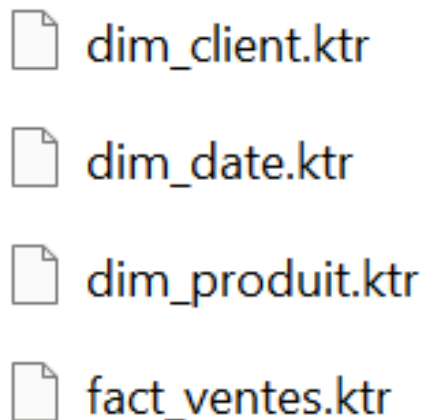 dim_client.ktr
dim_date.ktr
dim_produit.ktr
fact_ventes.ktr